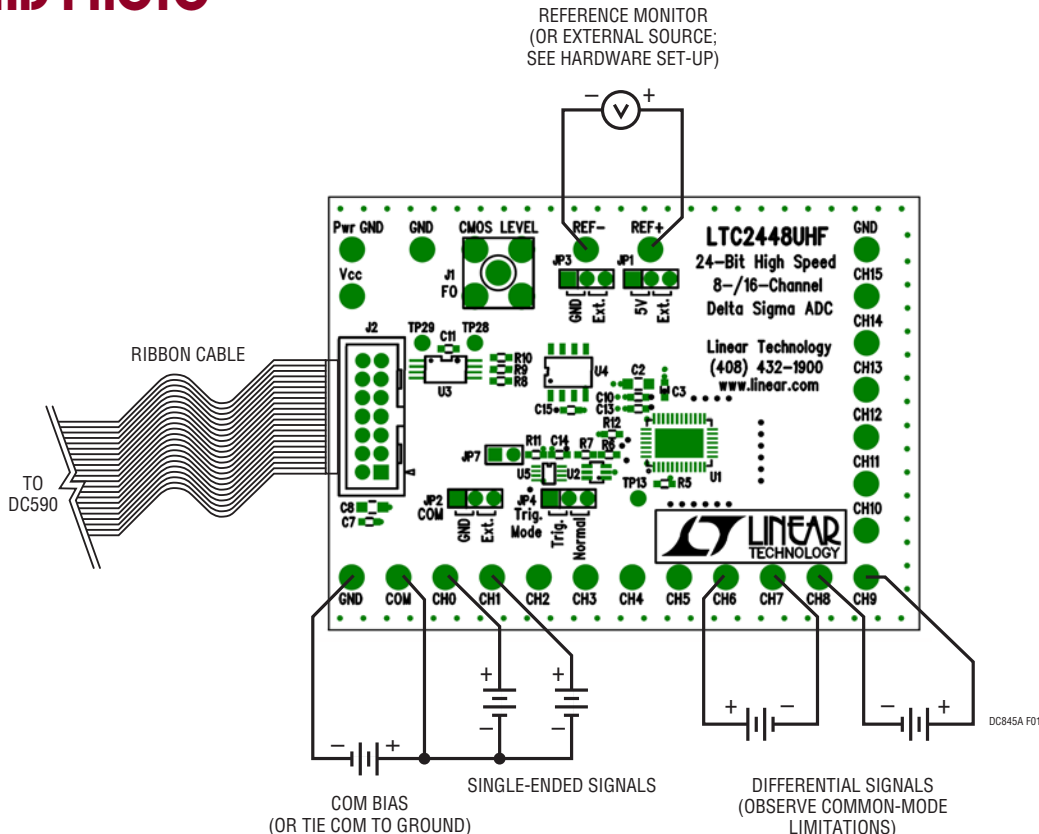 REFERENCE MONITOR
(OR EXTERNAL SOURCE;
SEE HARDWARE SET-UP)
– V +
Pwr GND GND CMOS LEVEL REF- REF+ LTC2448UHF GND
24-Bit High Speed
8-/16-Channel
Delta Sigma ADC
Vcc J1 FO JP3 JP1 CH15
GND Ext. 5V Ext.
CH14
J2 TP29 C11 TP28
RIBBON CABLE
Linear Technology
(408) 432-1900
www.linear.com
CH13
U3 R10
R9
R8
U4 C2
C3
C10
C13
C15
CH12
R12
JP7 R11 C14 R7 R6
U5 U2 U1
CH11
TO
DC590
TP13 R5
C8
C7
JP2
COM
GND Ext.
JP4
Trig.
Mode
Trig. Normal
CH10
LINEAR
TECHNOLOGY
GND COM CH0 CH1 CH2 CH3 CH4 CH5 CH6 CH7 CH8 CH9
+ +
– –
– +
+ –
– +
DC845A F01
SINGLE-ENDED SIGNALS
COM BIAS
(OR TIE COM TO GROUND)
DIFFERENTIAL SIGNALS
(OBSERVE COMMON-MODE
LIMITATIONS)